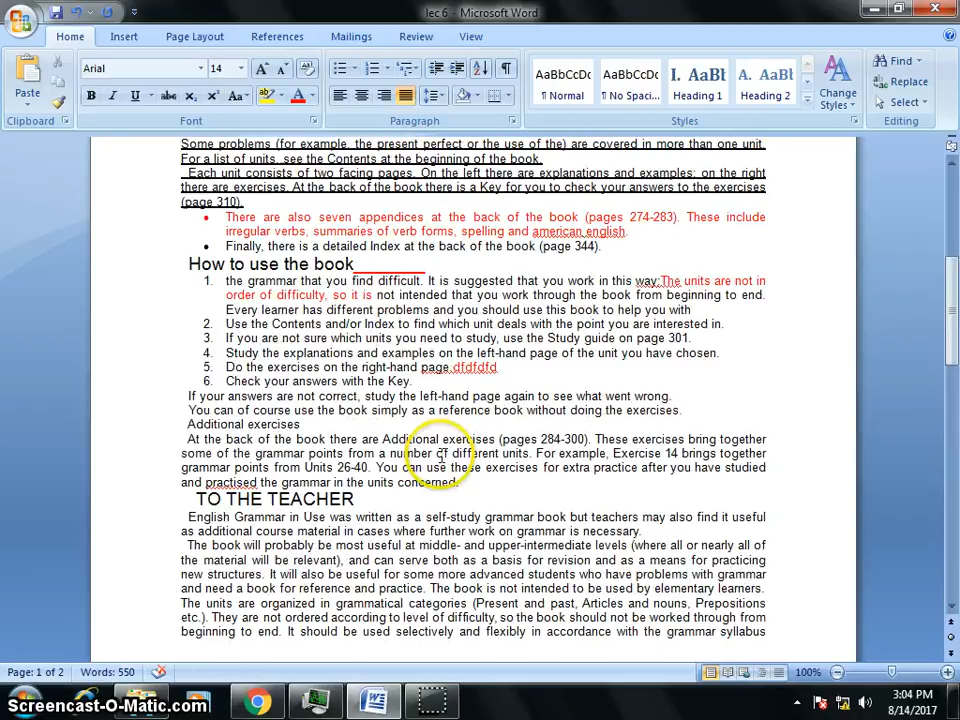 lec 6 - Microsoft Word
Home Insert Page Layout References Mailings Review View
Paste
Clipboard
Arial 14
B I U abc X₂ X² Aa
Font
Paragraph
AaBbCcDc AaBbCcDc I. AaBl A. AaBb
¶ Normal ¶ No Spaci... Heading 1 Heading 2
Change Styles
Styles
Find
Replace
Select
Editing
Some problems (for example, the present perfect or the use of the) are covered in more than one unit.
For a list of units, see the Contents at the beginning of the book.
Each unit consists of two facing pages. On the left there are explanations and examples: on the right
there are exercises. At the back of the book there is a Key for you to check your answers to the exercises
(page 310).
• There are also seven appendices at the back of the book (pages 274-283). These include
irregular verbs, summaries of verb forms, spelling and american english.
• Finally, there is a detailed Index at the back of the book (page 344).
How to use the book
1. the grammar that you find difficult. It is suggested that you work in this way:The units are not in
order of difficulty, so it is not intended that you work through the book from beginning to end.
Every learner has different problems and you should use this book to help you with
2. Use the Contents and/or Index to find which unit deals with the point you are interested in.
3. If you are not sure which units you need to study, use the Study guide on page 301.
4. Study the explanations and examples on the left-hand page of the unit you have chosen.
5. Do the exercises on the right-hand page.dfdfdfd
6. Check your answers with the Key.
If your answers are not correct, study the left-hand page again to see what went wrong.
You can of course use the book simply as a reference book without doing the exercises.
Additional exercises
At the back of the book there are Additional exercises (pages 284-300). These exercises bring together
some of the grammar points from a number of different units. For example, Exercise 14 brings together
grammar points from Units 26-40. You can use these exercises for extra practice after you have studied
and practised the grammar in the units concerned.
TO THE TEACHER
English Grammar in Use was written as a self-study grammar book but teachers may also find it useful
as additional course material in cases where further work on grammar is necessary.
The book will probably be most useful at middle- and upper-intermediate levels (where all or nearly all of
the material will be relevant), and can serve both as a basis for revision and as a means for practicing
new structures. It will also be useful for some more advanced students who have problems with grammar
and need a book for reference and practice. The book is not intended to be used by elementary learners.
The units are organized in grammatical categories (Present and past, Articles and nouns, Prepositions
etc.). They are not ordered according to level of difficulty, so the book should not be worked through from
beginning to end. It should be used selectively and flexibly in accordance with the grammar syllabus
Page: 1 of 2 Words: 550 100%
Screencast-O-Matic.com
3:04 PM
8/14/2017